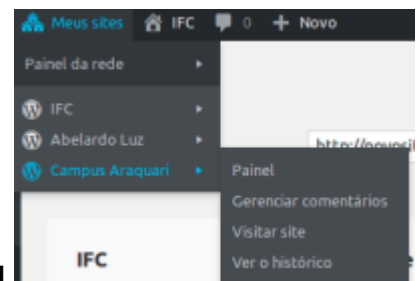 Meus sites IFC 0 + Novo
Painel da rede
IFC
Abelardo Luz
Campus Araquari
Painel
Gerenciar comentários
Visitar site
Ver o histórico
IFC